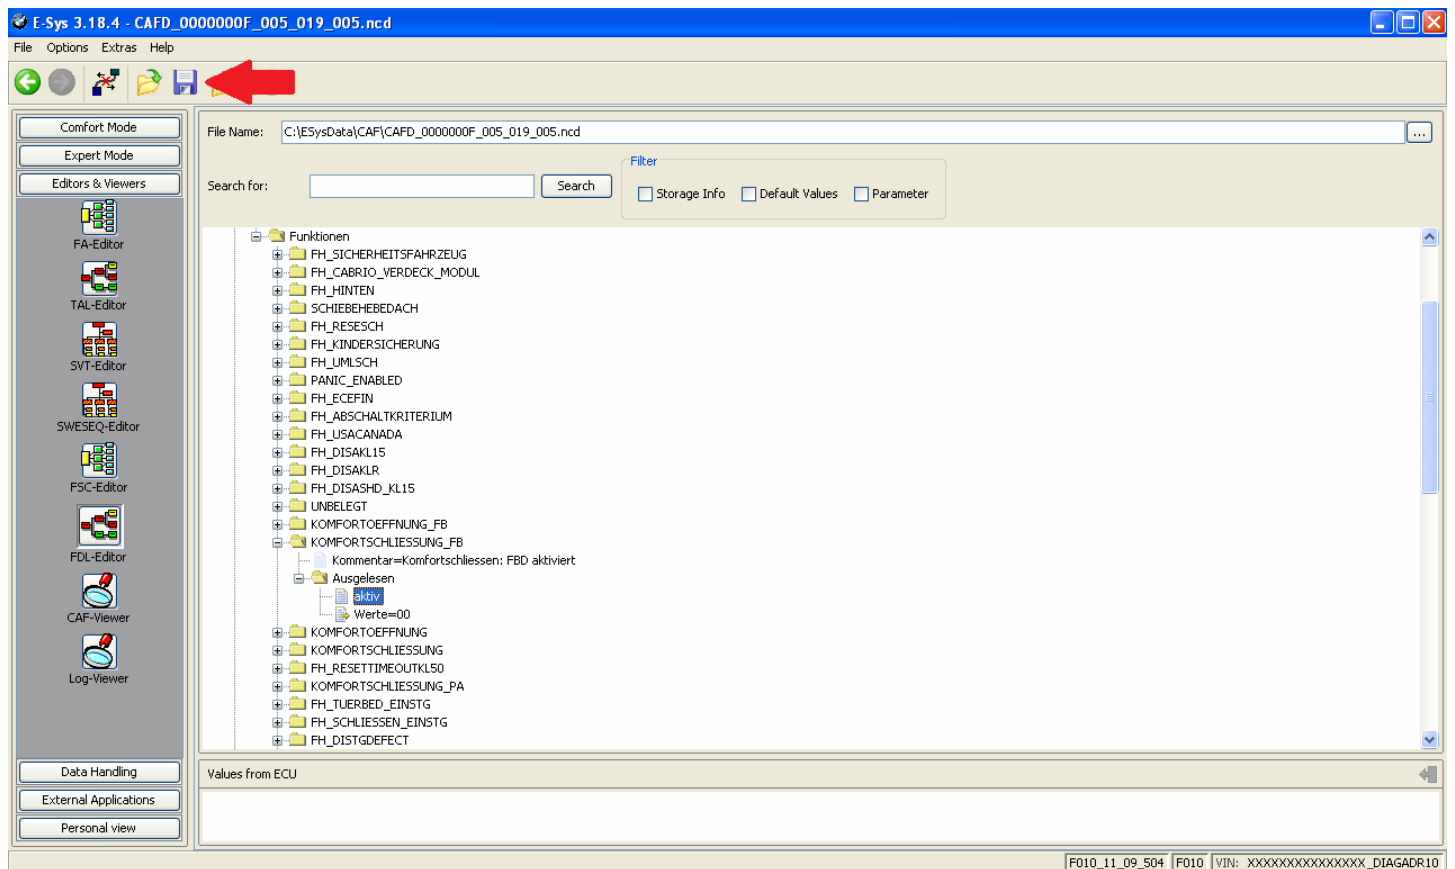 E-Sys 3.18.4 - CAFD_0000000F_005_019_005.ncd
File Options Extras Help
Comfort Mode
Expert Mode
Editors & Viewers
FA-Editor
TAL-Editor
SVT-Editor
SWESEQ-Editor
FSC-Editor
FDL-Editor
CAF-Viewer
Log-Viewer
Data Handling
External Applications
Personal view
File Name: C:\ESysData\CAF\CAFD_0000000F_005_019_005.ncd ...
Search for: Search
Filter
Storage Info Default Values Parameter
Funktionen
FH_SICHERHEITSFAHRZEUG
FH_CABRIO_VERDECK_MODUL
FH_HINTEN
SCHIEBEHEBEDACH
FH_RESESCH
FH_KINDERSICHERUNG
FH_UMLSCH
PANIC_ENABLED
FH_ECEFIN
FH_ABSCHALTKRITERIUM
FH_USACANADA
FH_DISAKL15
FH_DISAKLR
FH_DISASHD_KL15
UNBELEGT
KOMFORTOEFFNUNG_FB
KOMFORTSCHLIESSUNG_FB
Kommentar=Komfortschliessen: FBD aktiviert
Ausgelesen
aktiv
Werte=00
KOMFORTOEFFNUNG
KOMFORTSCHLIESSUNG
FH_RESETTIMEOUTKL50
KOMFORTSCHLIESSUNG_PA
FH_TUERBED_EINSTG
FH_SCHLIESSEN_EINSTG
FH_DISTGDEFECT
Values from ECU
F010_11_09_504 F010 VIN: XXXXXXXXXXXXXXX_DIAGADR10